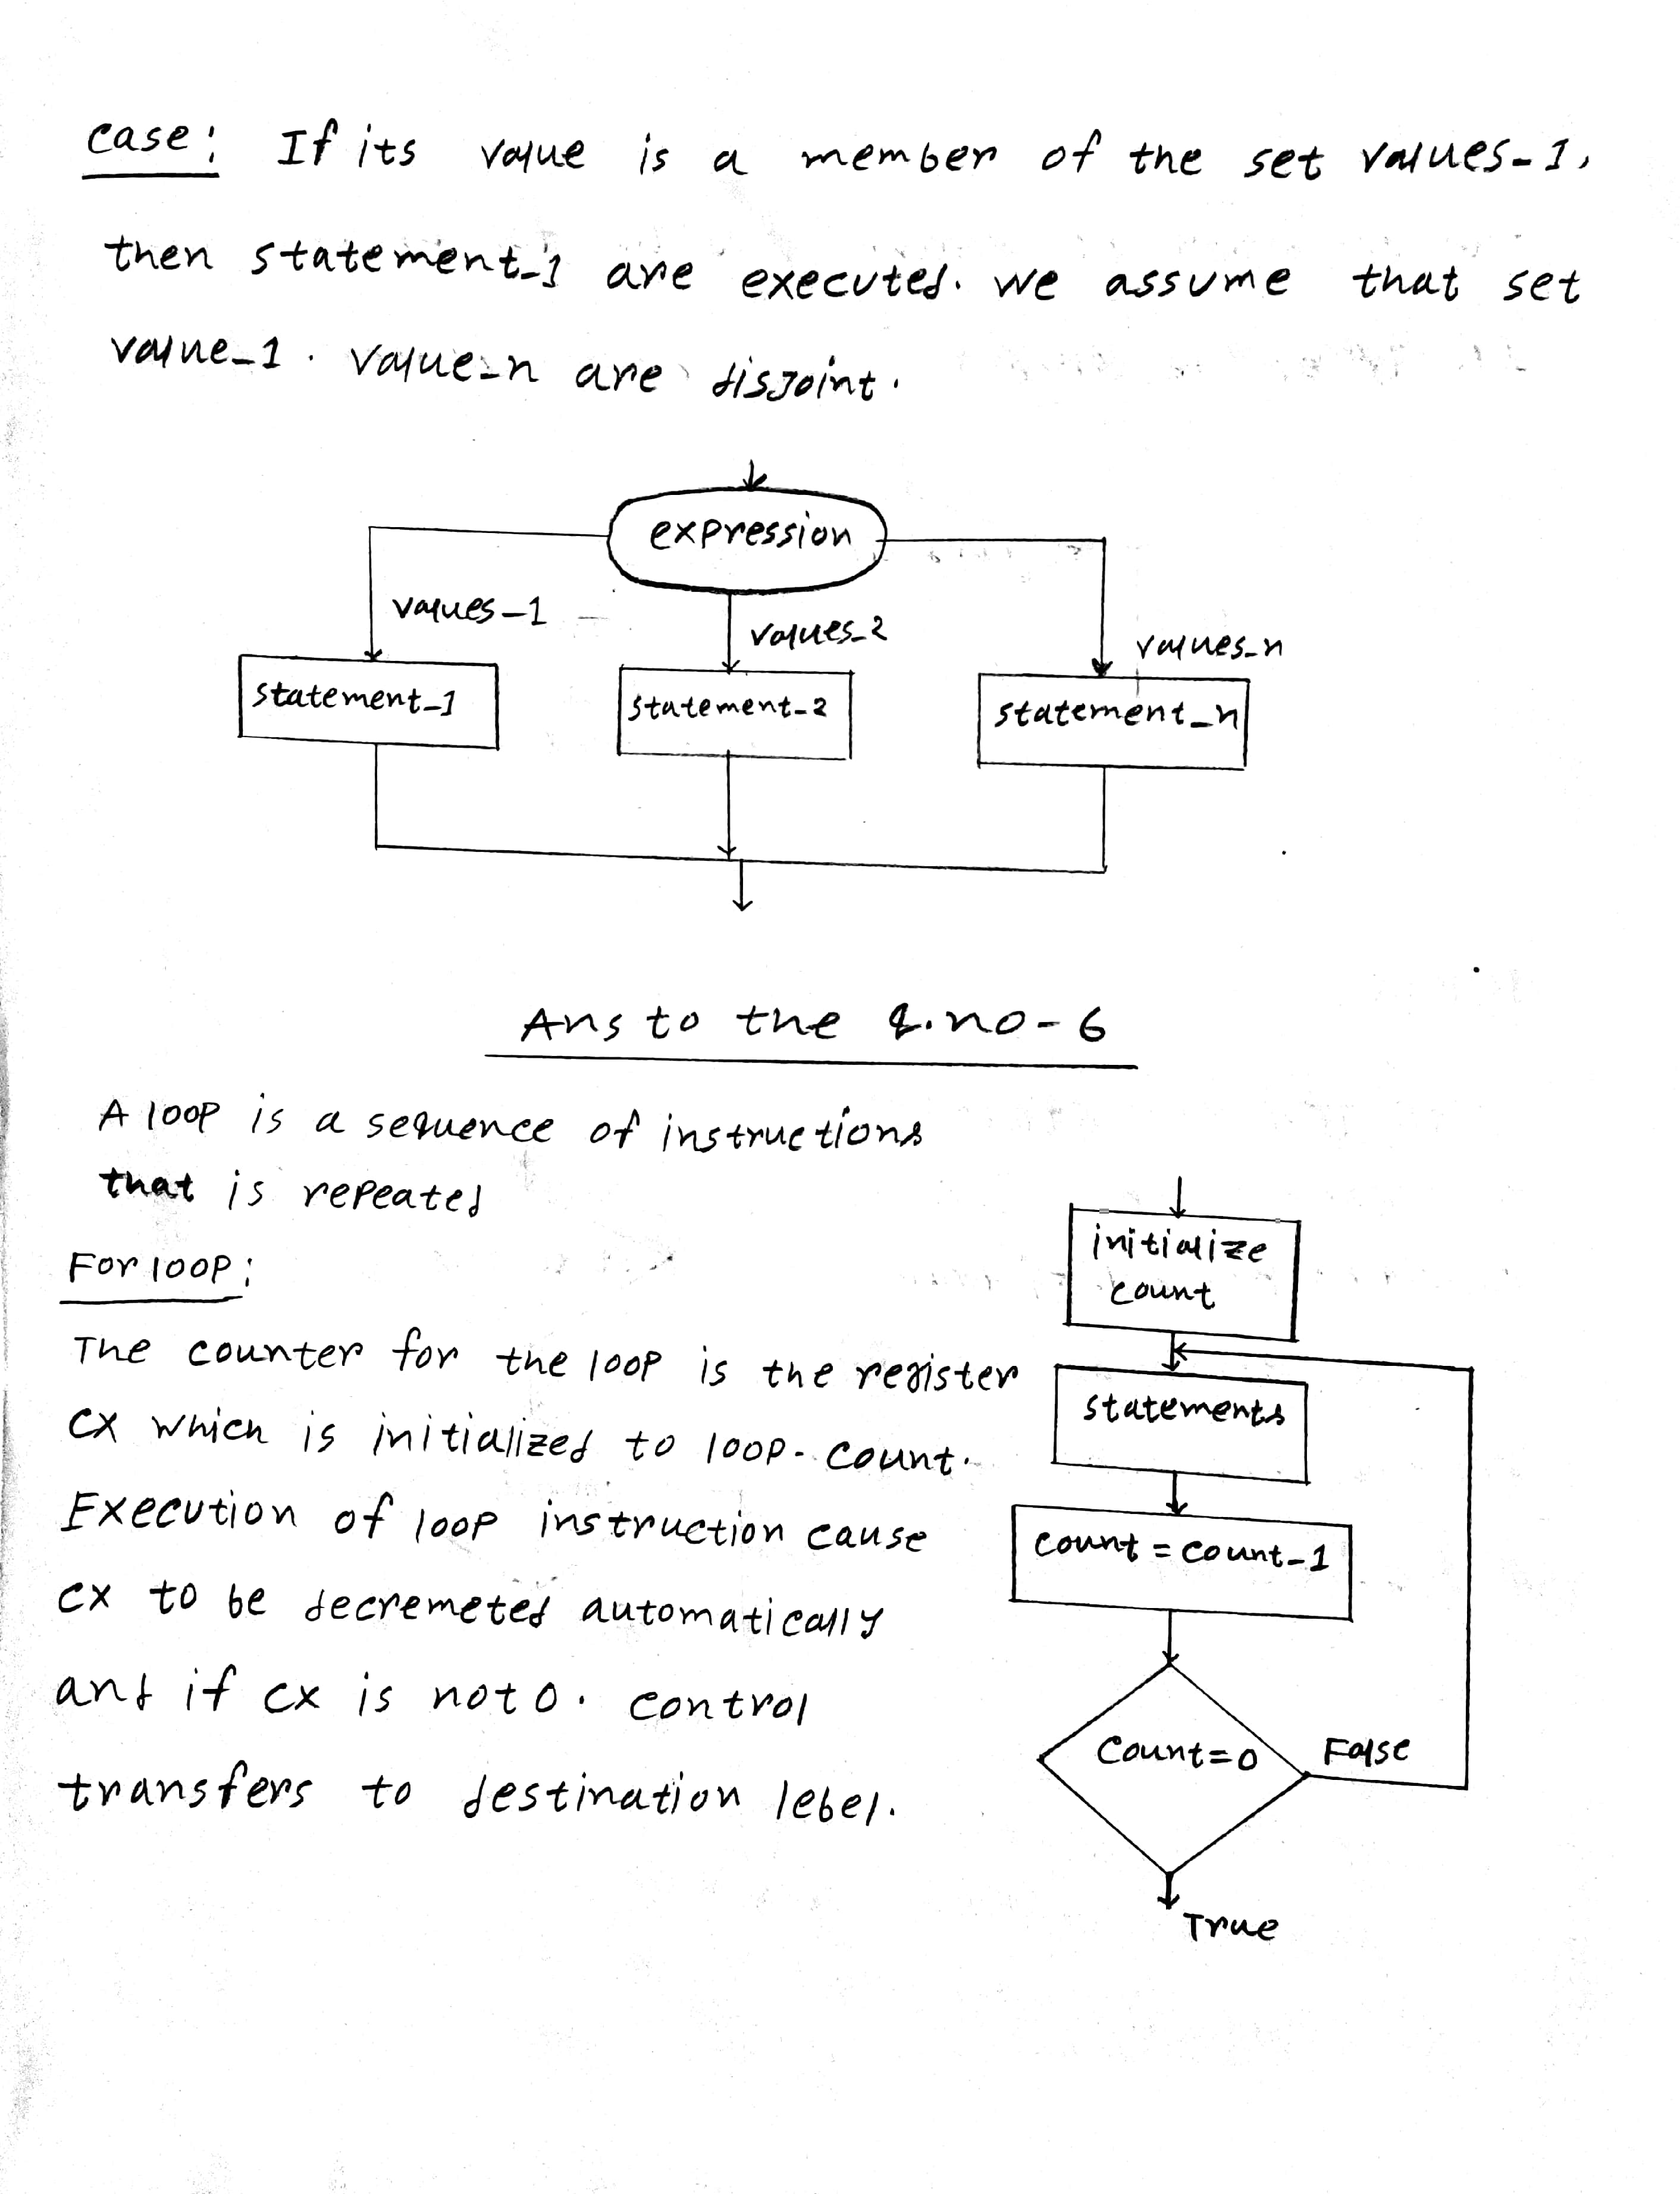 case: If its value is a member of the set values-1,
then statement-1 are executed. we assume that set
value-1. value-n are disjoint.
expression
values-1
values-2
values-n
statement-1
statement-2
statement-n
Ans to the q.no-6
A loop is a sequence of instructions
that is repeated
For loop:
The counter for the loop is the register
cx which is initialized to loop-count.
Execution of loop instruction cause
cx to be decremeted automatically
and if cx is not 0. control
transfers to destination lebel.
initialize
count
statements
count = count-1
count=0
False
True